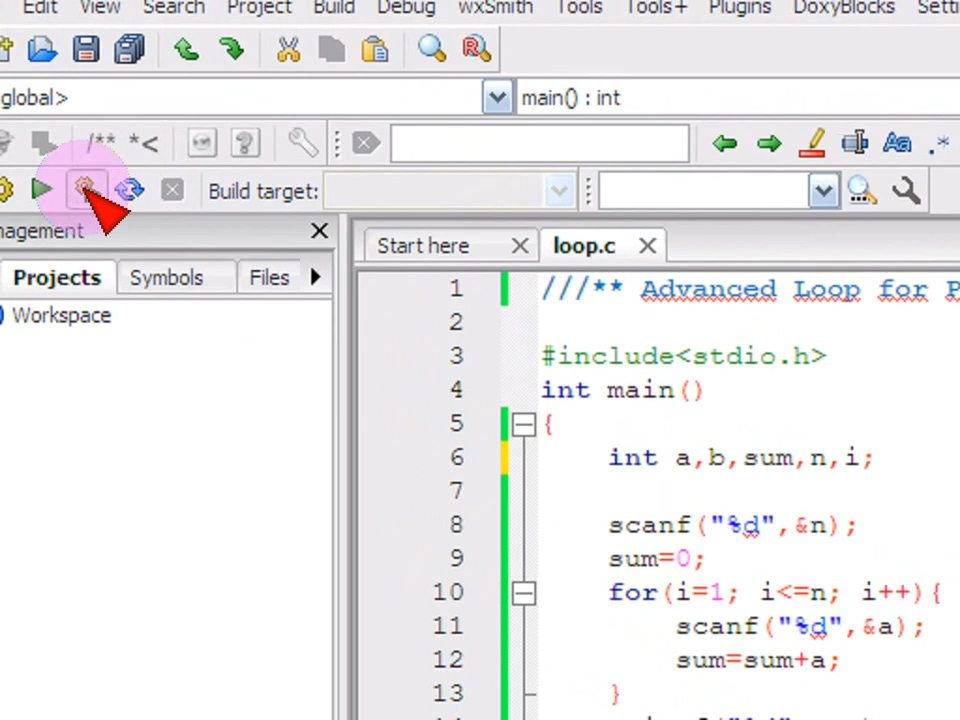 Edit View Search Project Build Debug wxSmith Tools Tools+ Plugins DoxyBlocks
global> main() : int
/** *<
Build target:
Start here loop.c
Projects Symbols Files
Workspace
1 ///** Advanced Loop for
2
3 #include<stdio.h>
4 int main()
5 {
6 int a,b,sum,n,i;
7
8 scanf("%d",&n);
9 sum=0;
10 for(i=1; i<=n; i++){
11 scanf("%d",&a);
12 sum=sum+a;
13 }